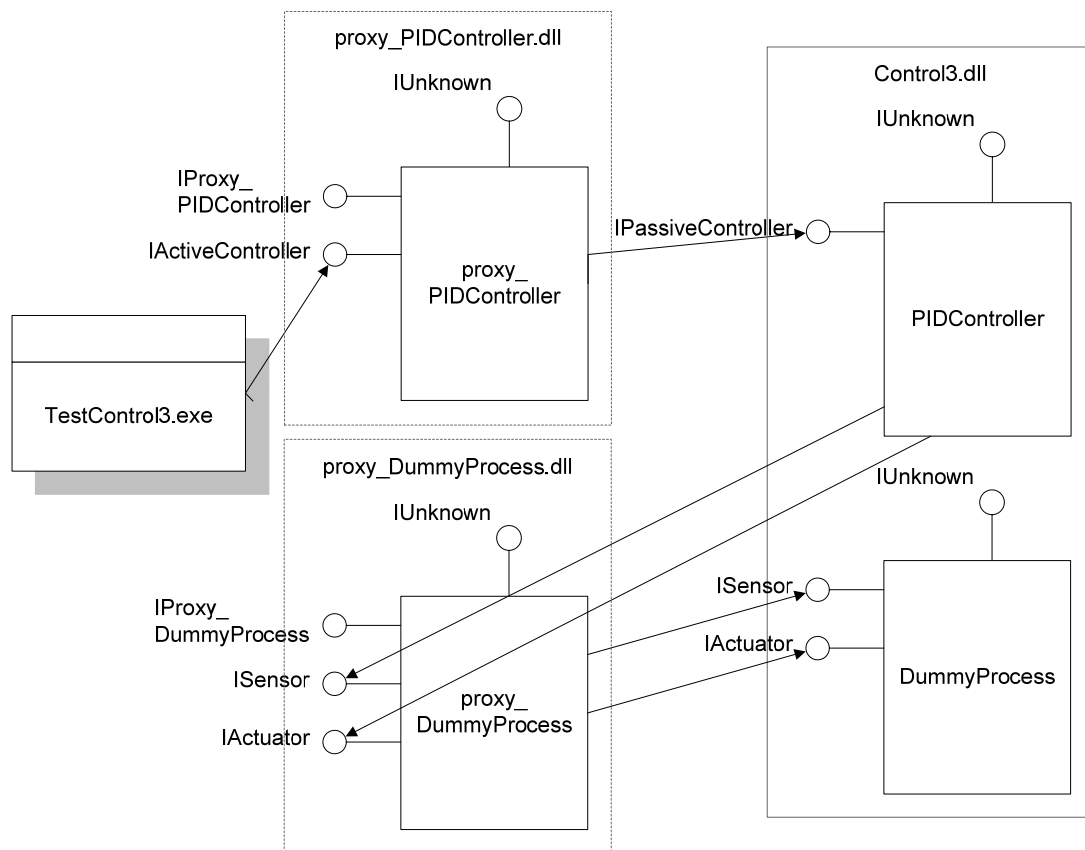 proxy_PIDController.dll
IUnknown
IProxy_
PIDController
IActiveController
proxy_
PIDController
TestControl3.exe
proxy_DummyProcess.dll
IUnknown
IProxy_
DummyProcess
ISensor
IActuator
proxy_
DummyProcess
Control3.dll
IUnknown
IPassiveController
PIDController
IUnknown
ISensor
IActuator
DummyProcess